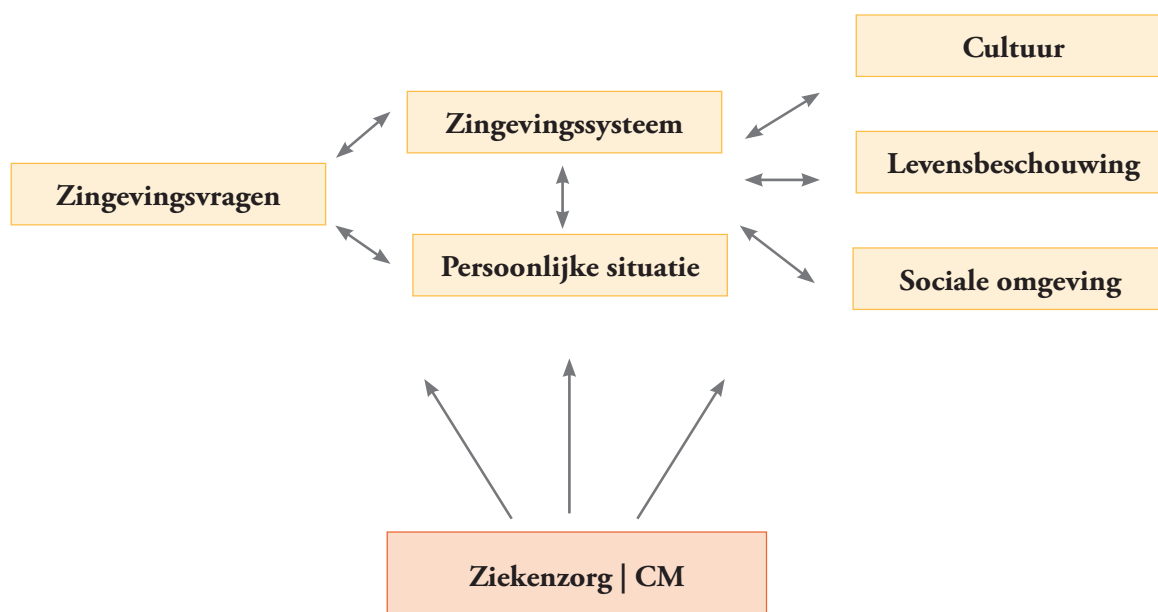 Cultuur
Zingevingssysteem
Levensbeschouwing
Zingevingsvragen
Persoonlijke situatie
Sociale omgeving
Ziekenzorg | CM